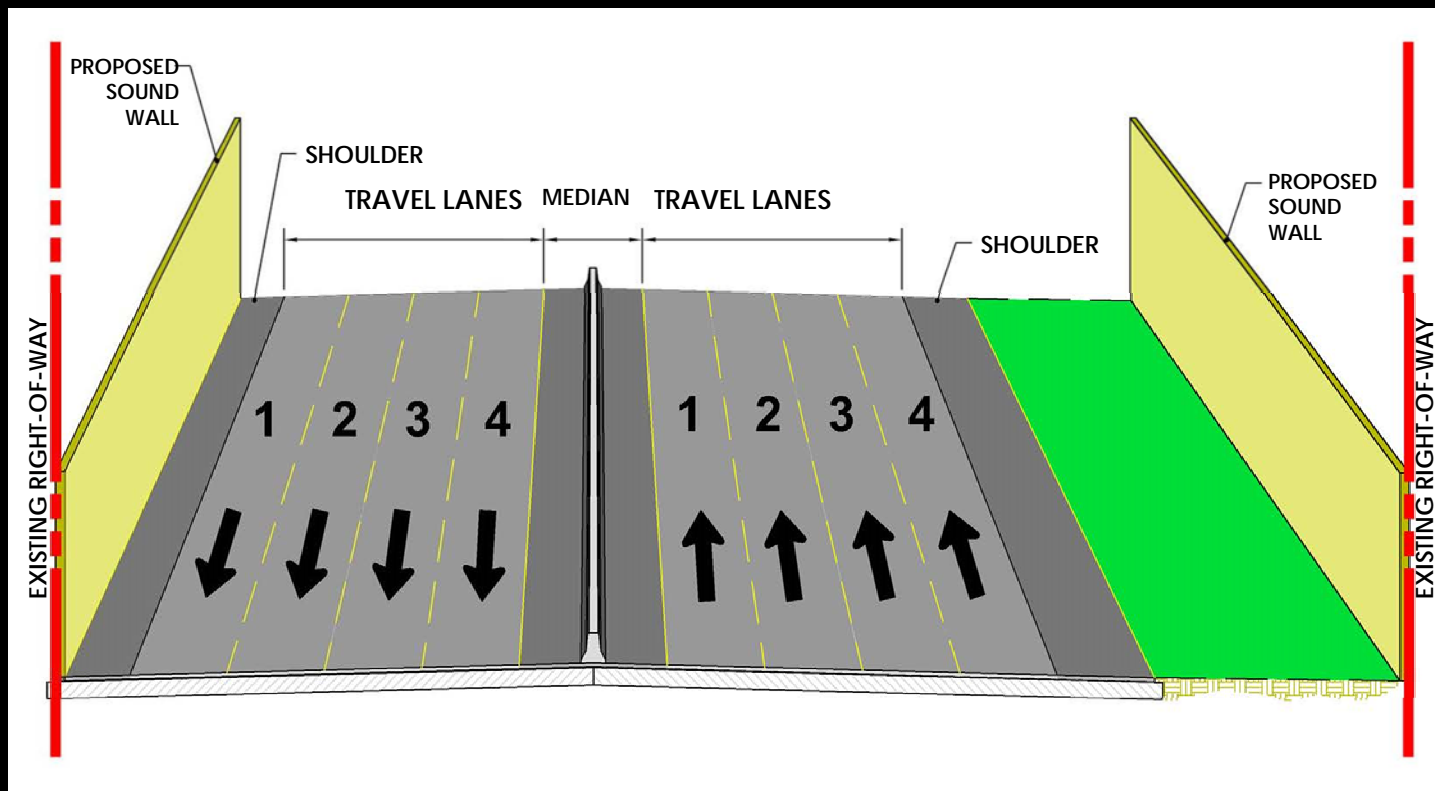 PROPOSED
SOUND
WALL
SHOULDER
TRAVEL LANES
MEDIAN
TRAVEL LANES
SHOULDER
PROPOSED
SOUND
WALL
EXISTING RIGHT-OF-WAY
1 2 3 4
1 2 3 4
EXISTING RIGHT-OF-WAY